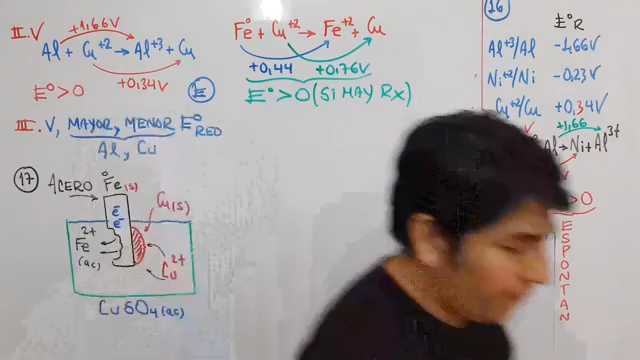 II.V
+1,66V
Al + Cu+2 → Al+3 + Cu
+0,34V
E°>0
E
III.V, MAYOR, MENOR E°RED
Al, Cu
17
ACERO Fe(s)
Cu(s)
e-
e-
Fe2+
(ac)
Cu2+
CuSO4(ac)
Fe° + Cu+2 → Fe+2 + Cu
+0,44 +0,76V
E°>0 (SI HAY RX)
16
E°R
Al+3/Al -1,66V
Ni+2/Ni -0,23V
Cu+2/Cu +0,34V
+1,66
Al → Ni + Al3+
>0
ESPONTAN